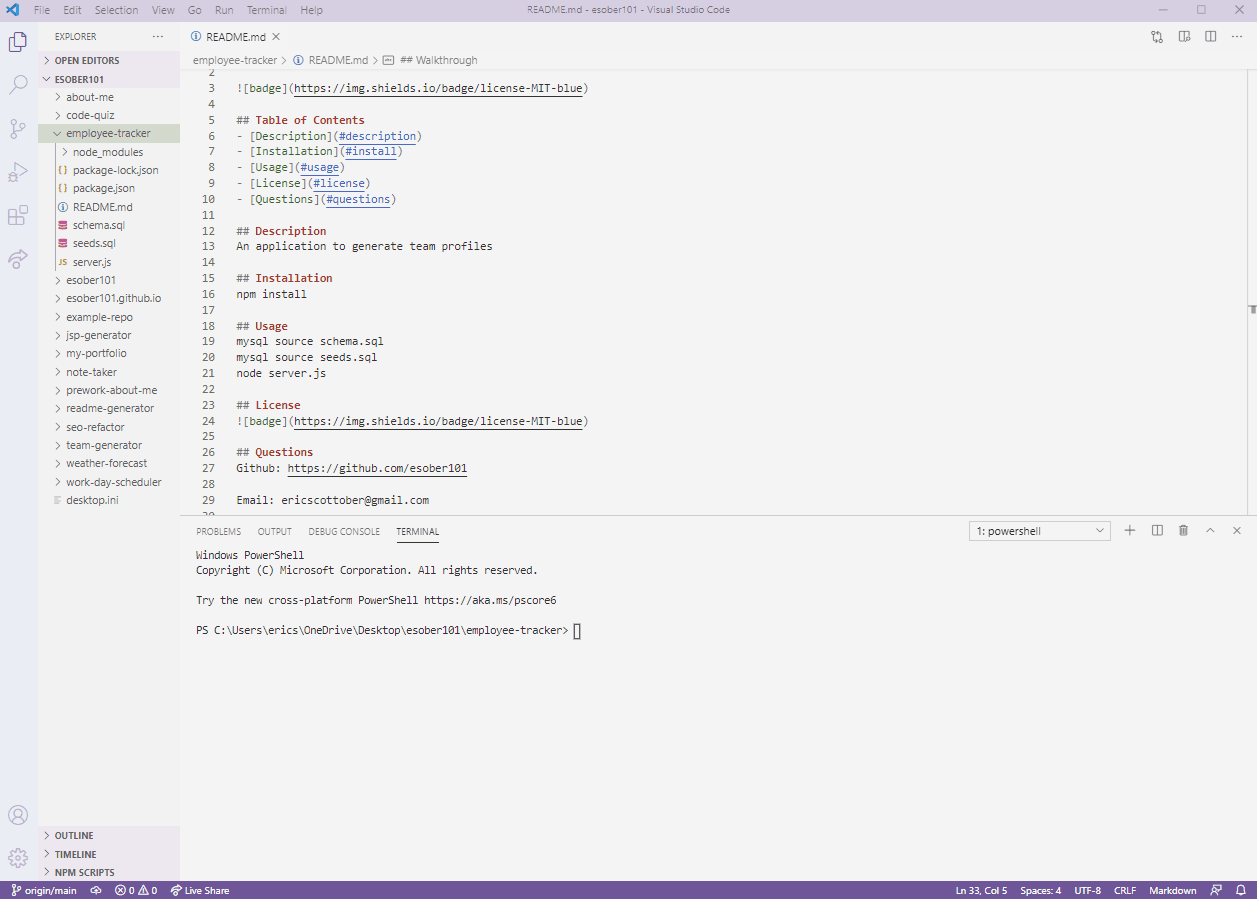 File Edit Selection View Go Run Terminal Help README.md - esober101 - Visual Studio Code
EXPLORER
OPEN EDITORS
ESOBER101
about-me
code-quiz
employee-tracker
node_modules
package-lock.json
package.json
README.md
schema.sql
seeds.sql
JS server.js
esober101
esober101.github.io
example-repo
jsp-generator
my-portfolio
note-taker
prework-about-me
readme-generator
seo-refactor
team-generator
weather-forecast
work-day-scheduler
desktop.ini
OUTLINE
TIMELINE
NPM SCRIPTS
README.md
employee-tracker > README.md > ## Walkthrough
2
3 ![badge](https://img.shields.io/badge/license-MIT-blue)
4
5 ## Table of Contents
6 - [Description](#description)
7 - [Installation](#install)
8 - [Usage](#usage)
9 - [License](#license)
10 - [Questions](#questions)
11
12 ## Description
13 An application to generate team profiles
14
15 ## Installation
16 npm install
17
18 ## Usage
19 mysql source schema.sql
20 mysql source seeds.sql
21 node server.js
22
23 ## License
24 ![badge](https://img.shields.io/badge/license-MIT-blue)
25
26 ## Questions
27 Github: https://github.com/esober101
28
29 Email: ericscottober@gmail.com
30
PROBLEMS OUTPUT DEBUG CONSOLE TERMINAL 1: powershell
Windows PowerShell
Copyright (C) Microsoft Corporation. All rights reserved.
Try the new cross-platform PowerShell https://aka.ms/pscore6
PS C:\Users\erics\OneDrive\Desktop\esober101\employee-tracker>
origin/main 0 0 Live Share Ln 33, Col 5 Spaces: 4 UTF-8 CRLF Markdown